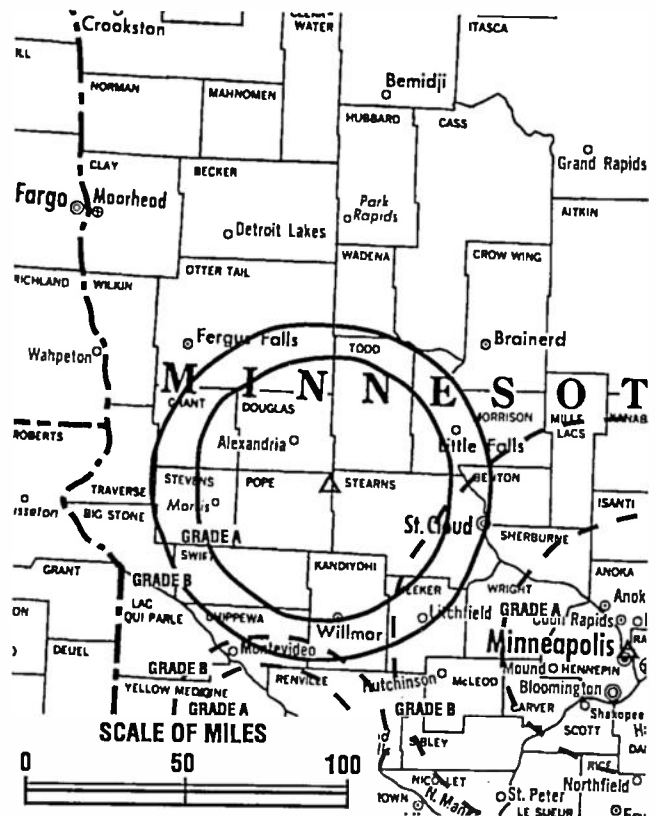 Crookston
WATER
ITASCA
NORMAN
MAHNOMEN
Bemidji
HUBBARD
CASS
CLAY
BECKER
Grand Rapids
Fargo
Moorhead
Park
Rapids
AITKIN
Detroit Lakes
WADENA
CROW WING
OTTER TAIL
RICHLAND
WILKIN
Fergus Falls
Brainerd
Wahpeton
TODD
MINNESOT
GRANT
DOUGLAS
MORRISON
MILLE
LACS
KANAB
ROBERTS
Alexandria
Little Falls
STEVENS
POPE
STEARNS
BENTON
TRAVERSE
Morris
ISANTI
BIG STONE
St. Cloud
GRADE A
SHERBURNE
SWIFT
GRANT
KANDIYOHI
ANOKA
GRADE B
MEEKER
WRIGHT
LAC
QUI PARLE
CHIPPEWA
Litchfield
GRADE A
Willmar
DEUEL
Montevideo
Minneapolis
GRADE B
Mound
HENNEPIN
RENVILLE
Hutchinson
McLEOD
YELLOW MEDICINE
Bloomington
GRADE A
GRADE B
CARVER
Shakopee
SCALE OF MILES
SCOTT
SIBLEY
0 50 100
RICE
NICOLLET
Northfield
St. Peter
LE SUEUR